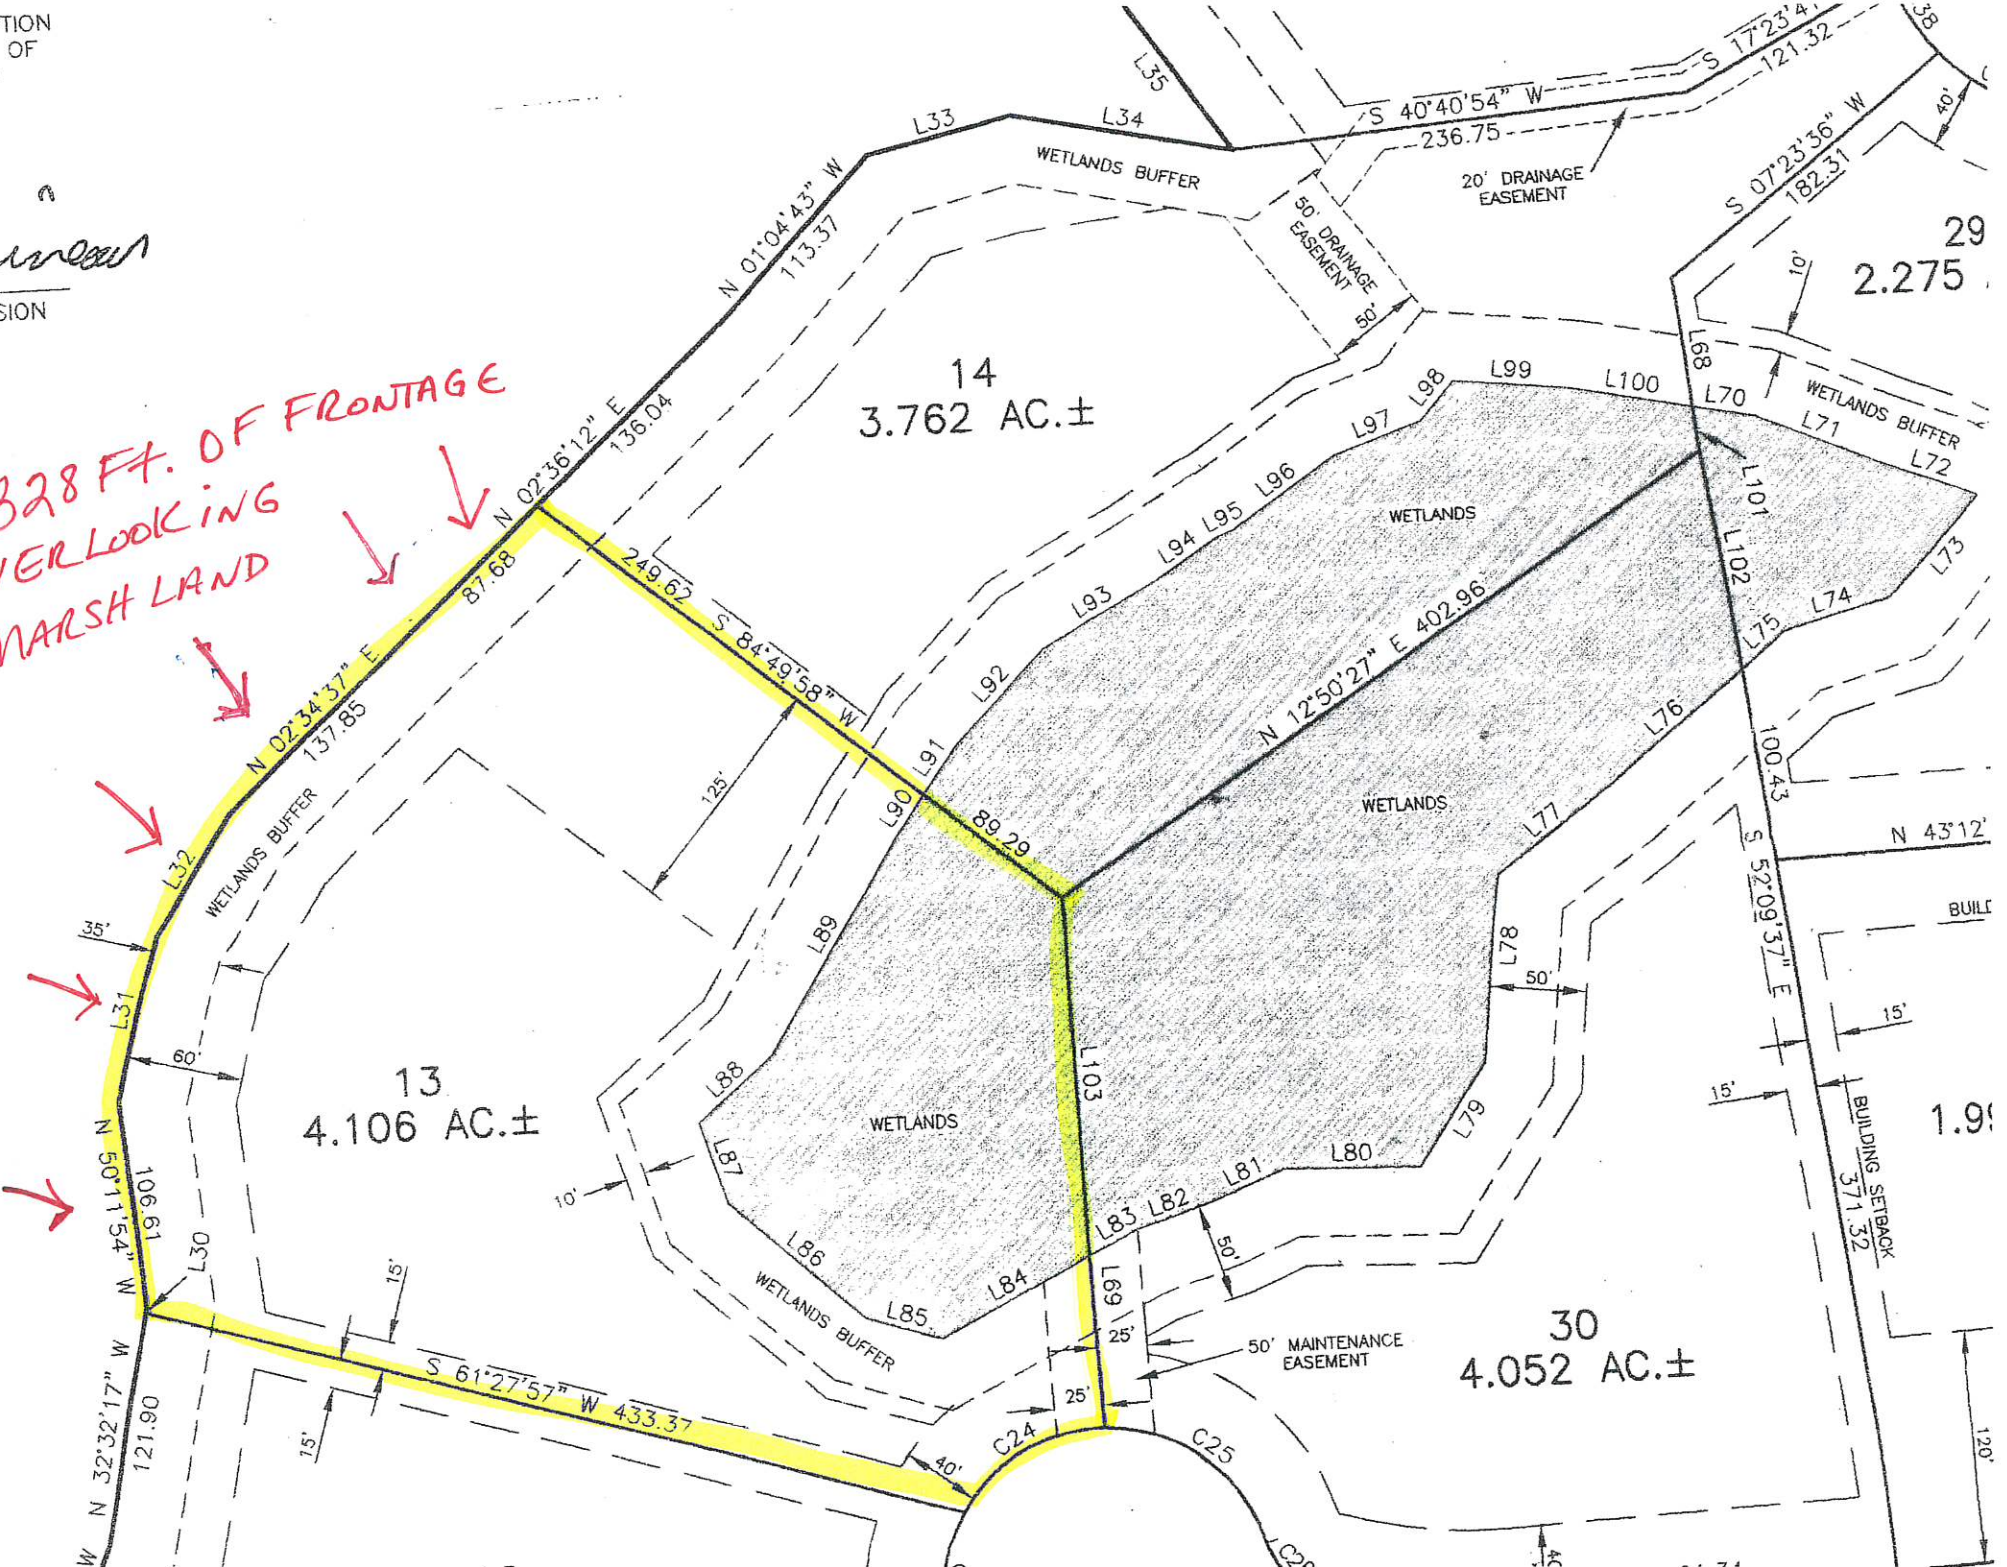 TION
OF
SION
328 Ft. OF FRONTAGE
VERLOOKING
MARSH LAND
L33
L34
L35
WETLANDS BUFFER
S 40°40'54" W
236.75
S 17°23'41
121.32
38
40'
20' DRAINAGE
EASEMENT
50' DRAINAGE
EASEMENT
50'
S 07°23'36" W
182.31
29
2.275
10'
N 01°04'43" W
113.37
N 02°36'12" E
136.04
14
3.762 AC.±
L98
L99
L100
L68
L70
WETLANDS BUFFER
L71
L72
L97
L96
L95
L94
L93
L92
L91
L90
WETLANDS
L101
L102
L73
L74
L75
L76
L77
87.68
249.62
S 84°49'58" W
89.29
N 12°50'27" E 402.96
N 02°34'37" E
137.85
WETLANDS BUFFER
125'
WETLANDS
100.43
S 52°09'37" E
N 43°12'
BUILD
L32
35'
L31
60'
L89
L88
L87
L86
L85
L84
L83
L82
L81
L80
L79
L78
50'
15'
15'
13
4.106 AC.±
WETLANDS
L103
10'
N 50°11'54" W
106.61
L30
15'
15'
WETLANDS BUFFER
50'
L69
25'
25'
50' MAINTENANCE
EASEMENT
30
4.052 AC.±
BUILDING SETBACK
371.32
1.99
120'
S 61°27'57" W 433.37
40'
C24
C25
N 32°32'17" W
121.90
W